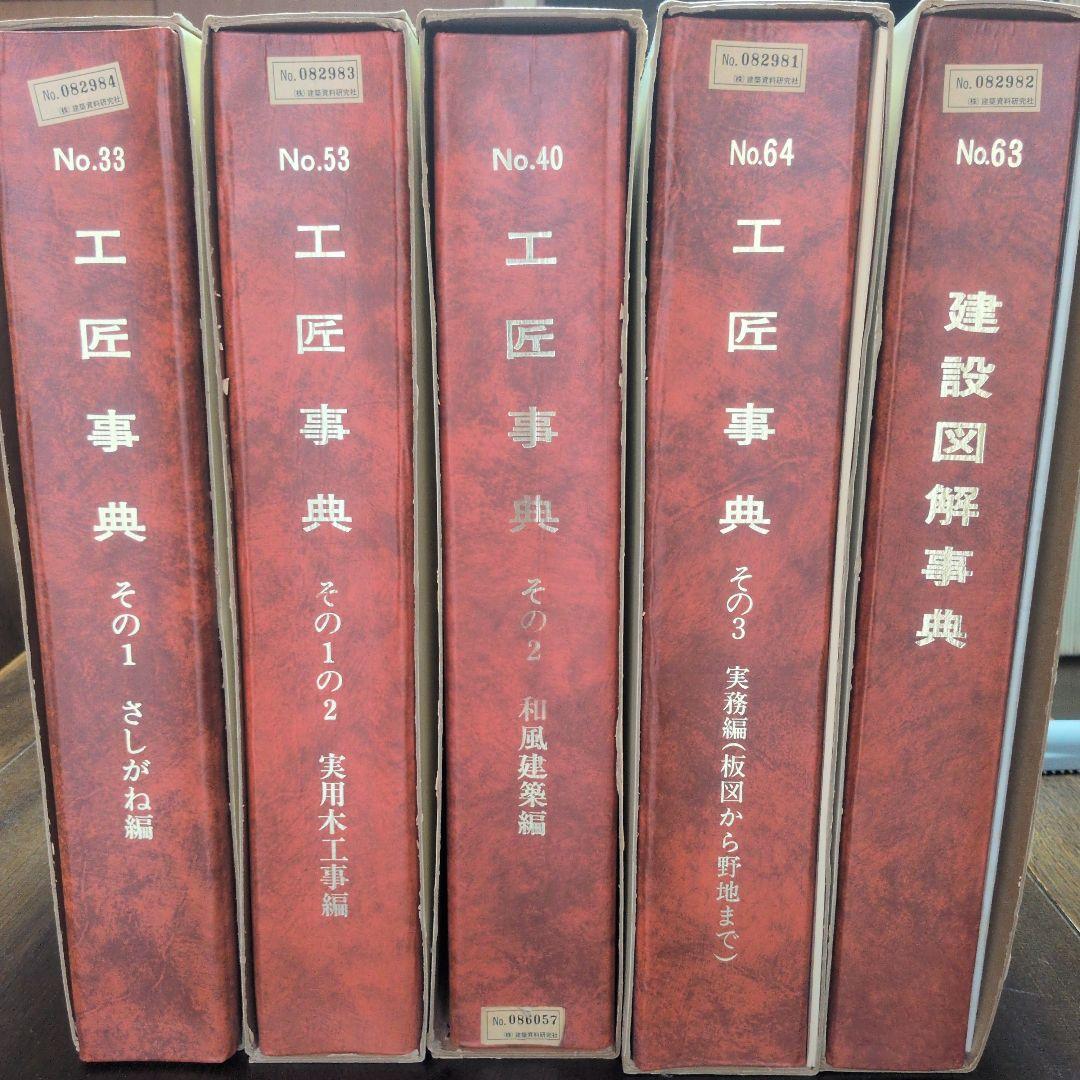 No. 082984
(株) 建築資料研究社
No.33
工匠事典
その1 さしがね編
No. 082983
(株) 建築資料研究社
No.53
工匠事典
その1の2 実用木工事編
No.40
工匠事典
その2 和風建築編
No. 086057
(株) 建築資料研究社
No. 082981
(株) 建築資料研究社
No.64
工匠事典
その3 実務編(板図から野地まで)
No. 082982
(株) 建築資料研究社
No.63
建設図解事典